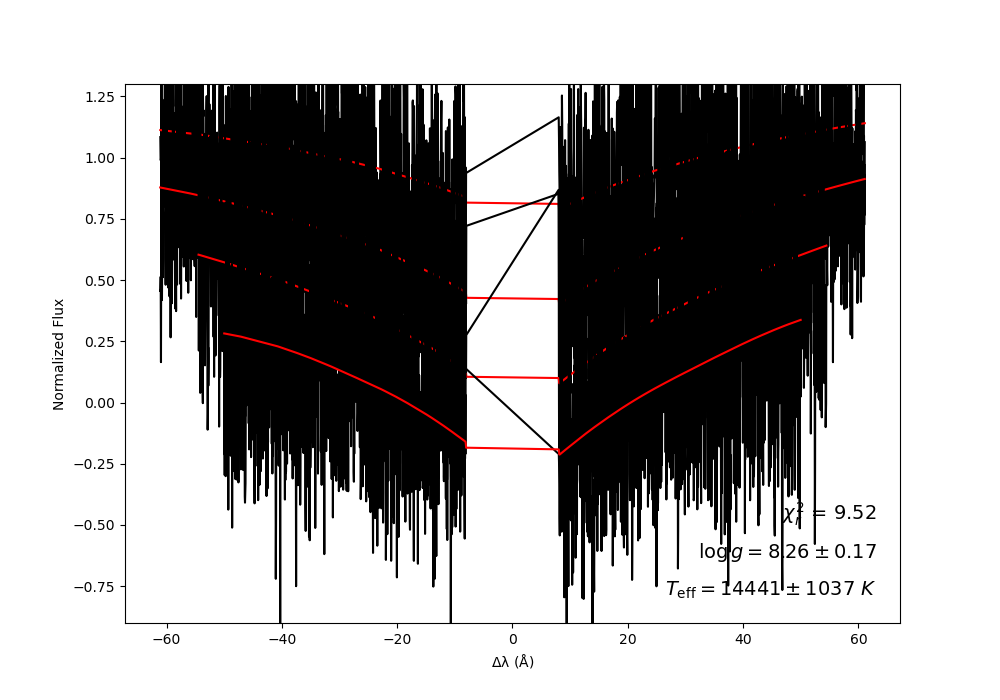 1.25
1.00
0.75
0.50
0.25
0.00
−0.25
−0.50
−0.75
Normalized Flux
χ²ᵣ = 9.52
log g = 8.26 ± 0.17
T_eff = 14441 ± 1037 K
−60 −40 −20 0 20 40 60
Δλ (Å)